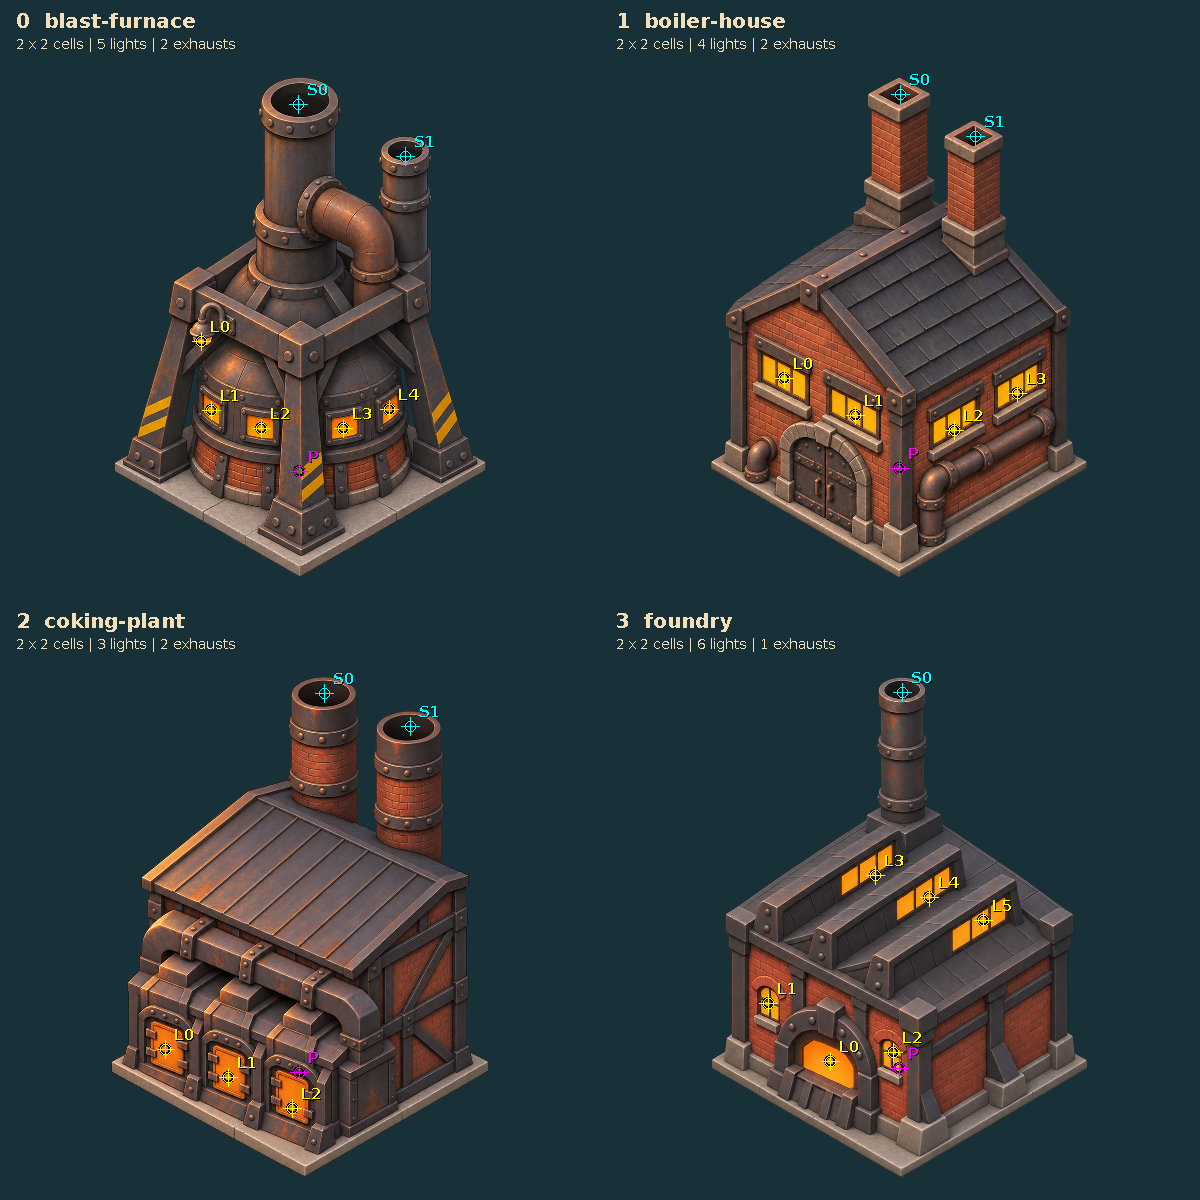 0 blast-furnace
2 x 2 cells | 5 lights | 2 exhausts
S0
S1
L0
L1
L2
L3
L4
P
1 boiler-house
2 x 2 cells | 4 lights | 2 exhausts
S0
S1
L0
L1
L2
L3
P
2 coking-plant
2 x 2 cells | 3 lights | 2 exhausts
S0
S1
L0
L1
P
L2
3 foundry
2 x 2 cells | 6 lights | 1 exhausts
S0
L3
L4
L5
L1
L2
L0
P